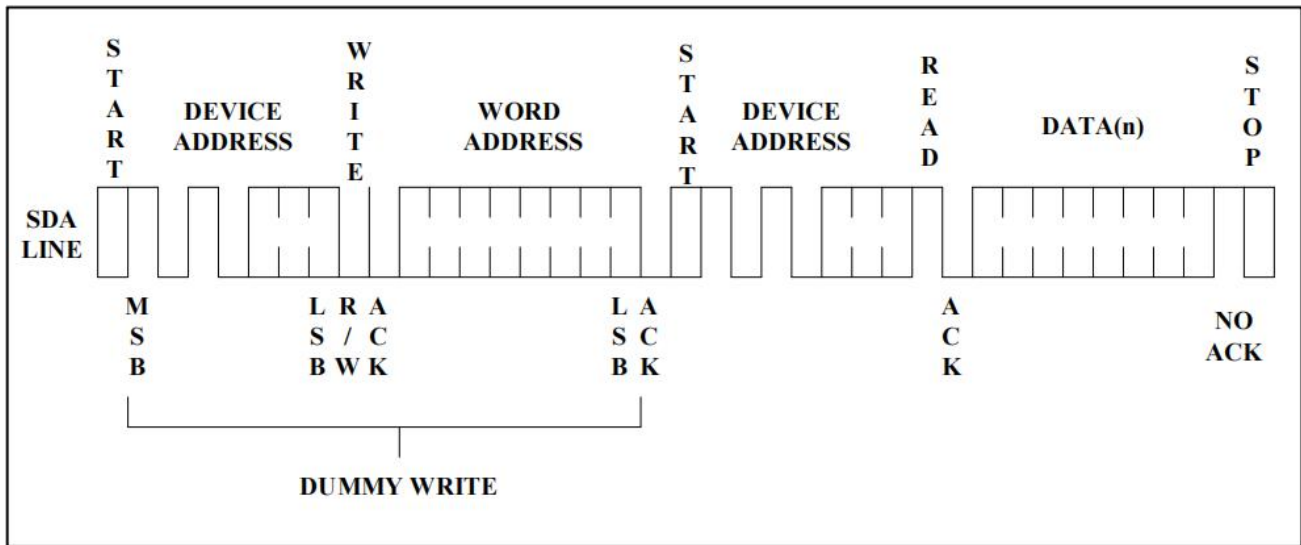 START
WRITE
START
READ
STOP
DEVICE
ADDRESS
WORD
ADDRESS
DEVICE
ADDRESS
DATA(n)
SDA
LINE
MSB
LSB
R/W
ACK
LSB
ACK
ACK
NO
ACK
DUMMY WRITE